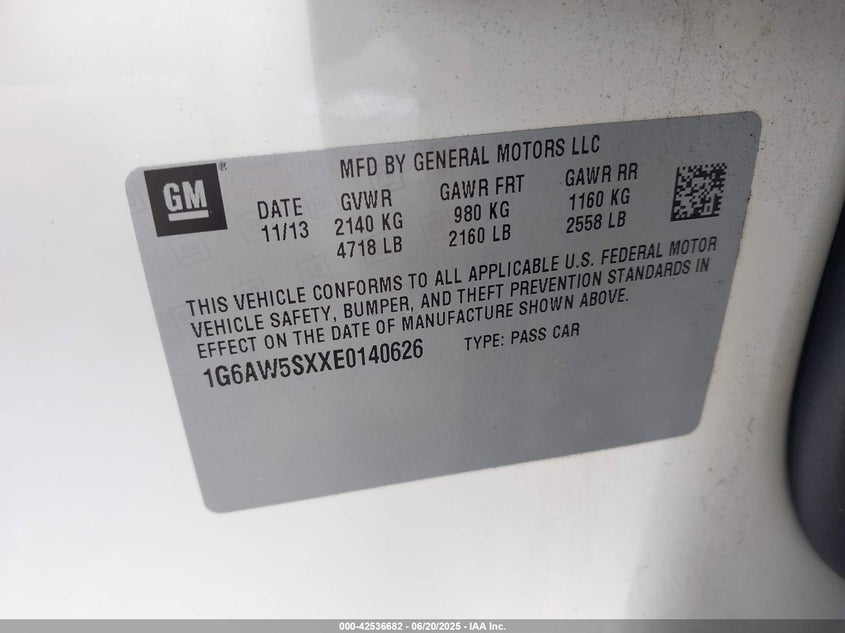 GM
®
MFD BY GENERAL MOTORS LLC
DATE GVWR GAWR FRT GAWR RR
11/13 2140 KG 980 KG 1160 KG
4718 LB 2160 LB 2558 LB
THIS VEHICLE CONFORMS TO ALL APPLICABLE U.S. FEDERAL MOTOR
VEHICLE SAFETY, BUMPER, AND THEFT PREVENTION STANDARDS IN
EFFECT ON THE DATE OF MANUFACTURE SHOWN ABOVE.
1G6AW5SXXE0140626 TYPE: PASS CAR
000-42536682 - 06/20/2025 - IAA Inc.